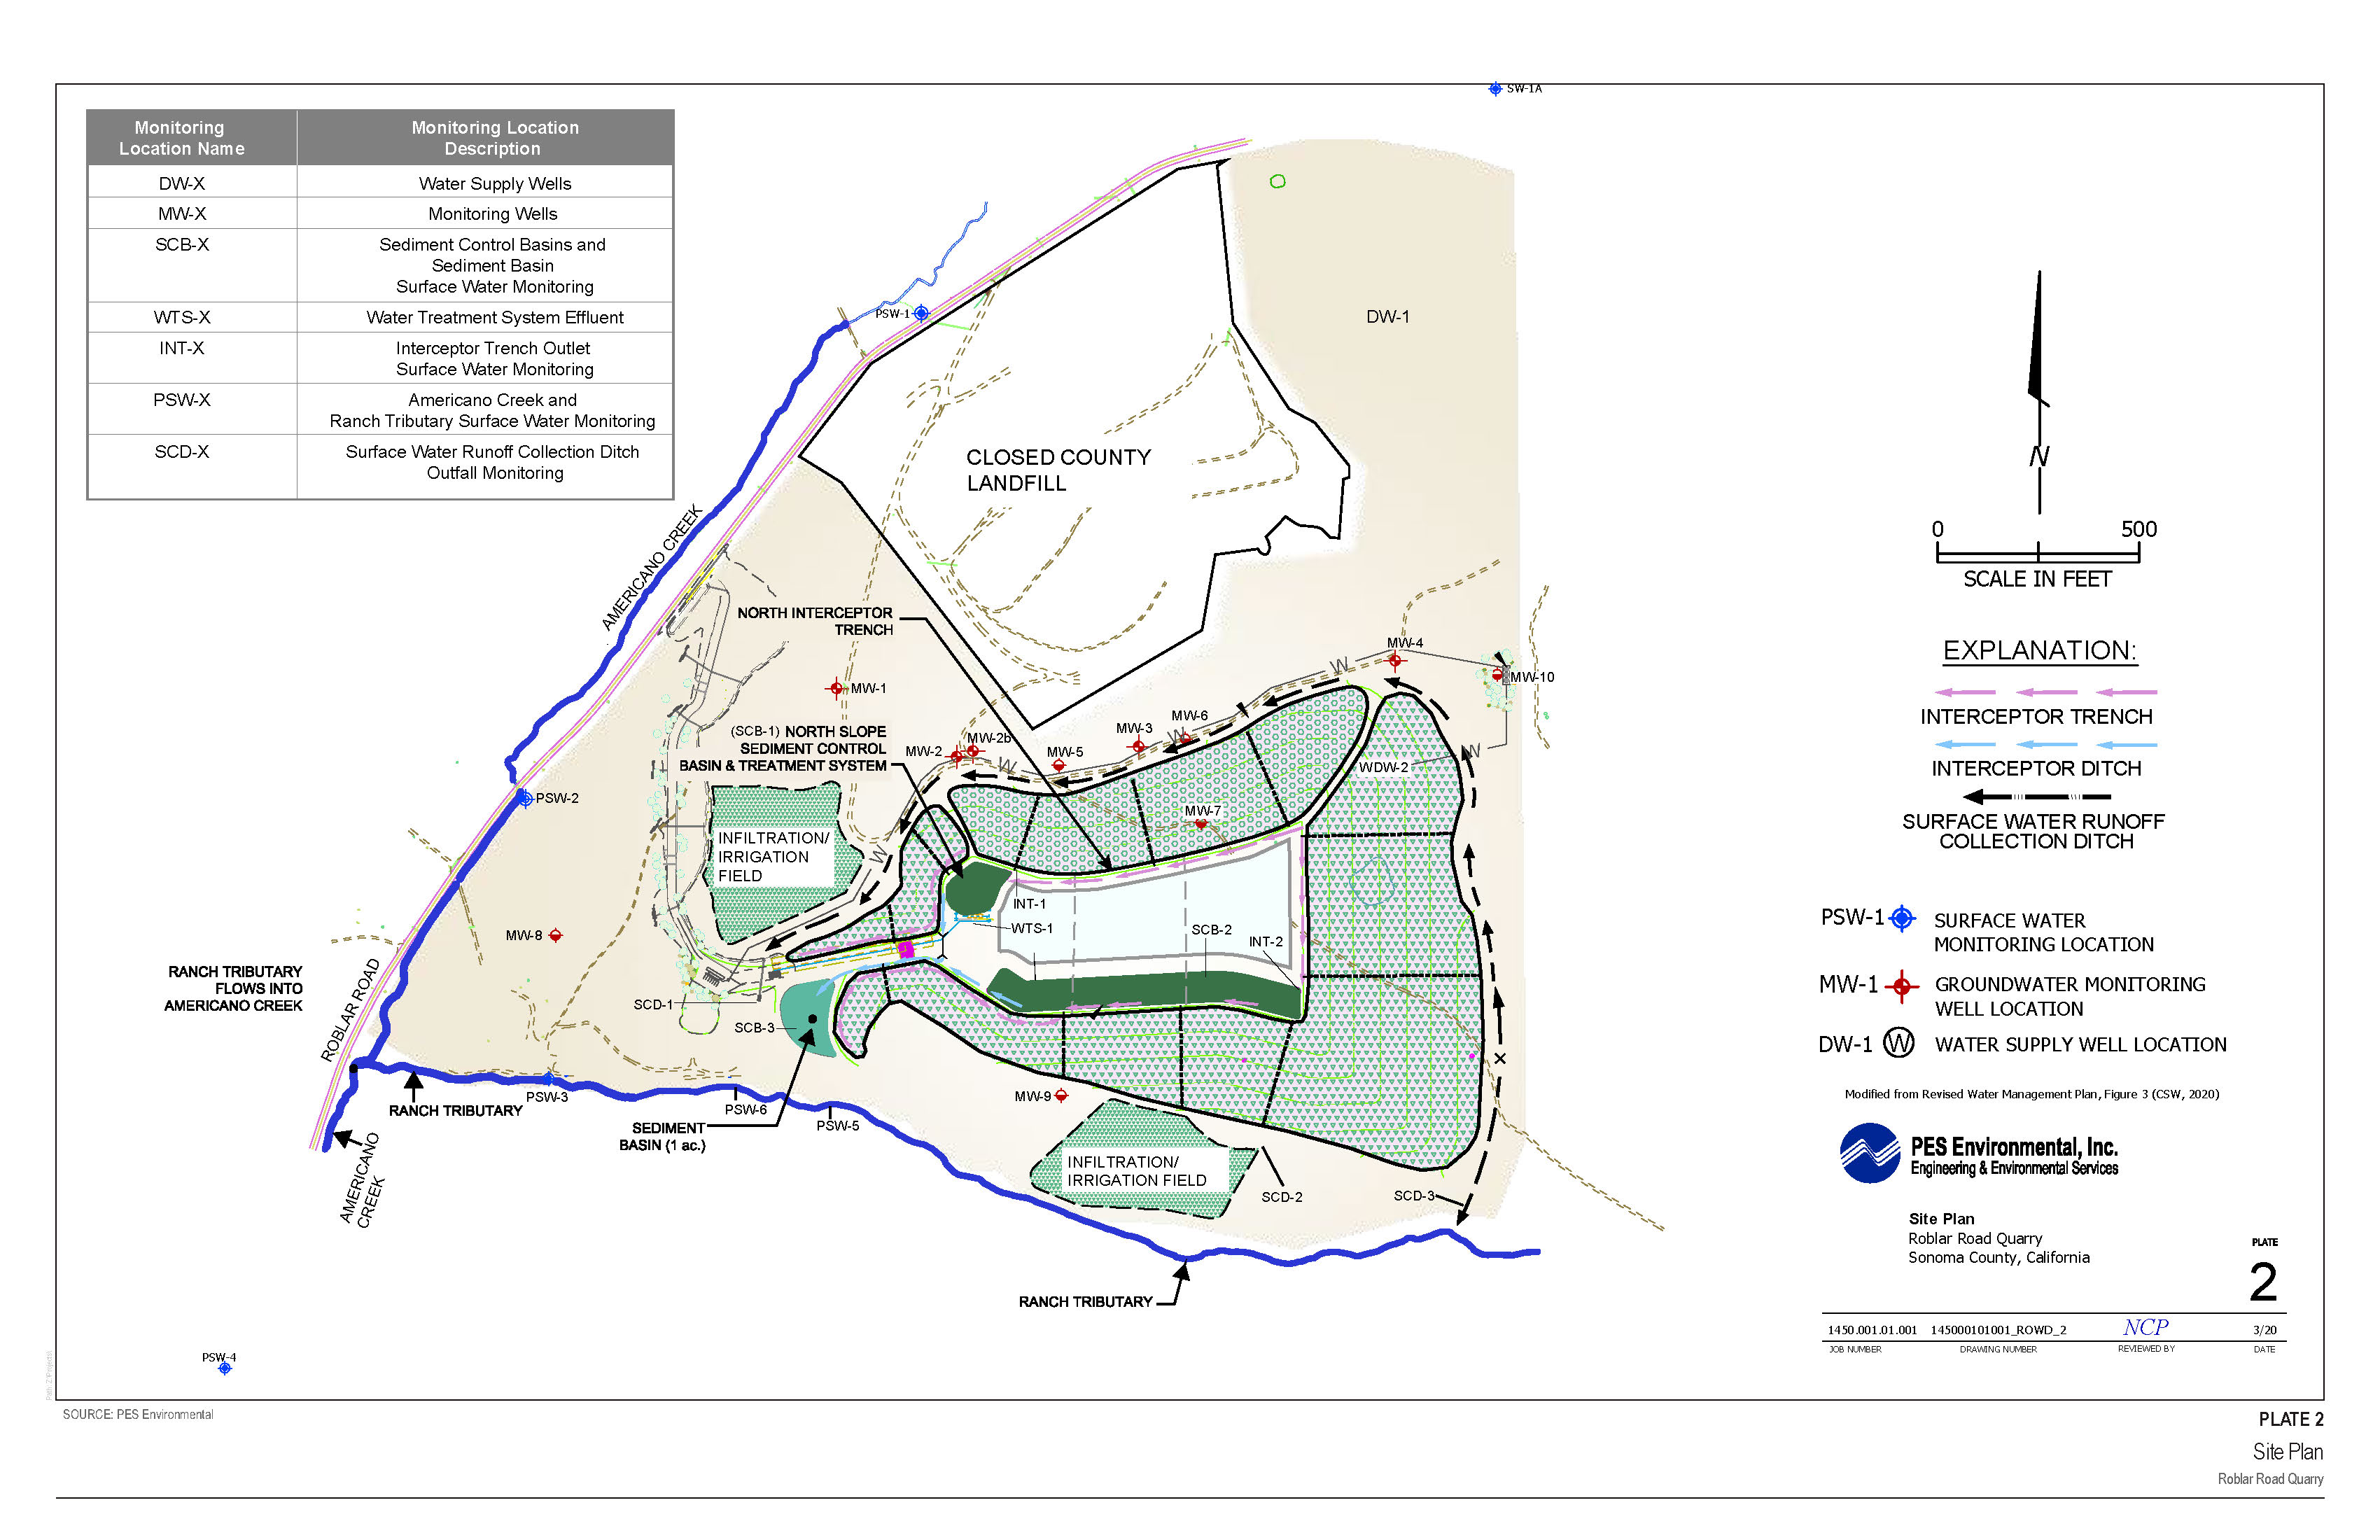 SW-1A
Monitoring Location Name
Monitoring Location Description
DW-X
Water Supply Wells
MW-X
Monitoring Wells
SCB-X
Sediment Control Basins and
Sediment Basin
Surface Water Monitoring
WTS-X
Water Treatment System Effluent
INT-X
Interceptor Trench Outlet
Surface Water Monitoring
PSW-X
Americano Creek and
Ranch Tributary Surface Water Monitoring
SCD-X
Surface Water Runoff Collection Ditch
Outfall Monitoring
PSW-1
DW-1
CLOSED COUNTY
LANDFILL
AMERICANO CREEK
NORTH INTERCEPTOR
TRENCH
MW-4
W
MW-10
MW-1
MW-6
MW-3
(SCB-1) NORTH SLOPE
SEDIMENT CONTROL
BASIN & TREATMENT SYSTEM
MW-2
MW-2b
MW-5
W
W
W
WDW-2
PSW-2
MW-7
INFILTRATION/
IRRIGATION
FIELD
W
INT-1
WTS-1
SCB-2
INT-2
MW-8
RANCH TRIBUTARY
FLOWS INTO
AMERICANO CREEK
ROBLAR ROAD
SCD-1
SCB-3
MW-9
PSW-3
PSW-6
PSW-5
RANCH TRIBUTARY
SEDIMENT
BASIN (1 ac.)
AMERICANO
CREEK
INFILTRATION/
IRRIGATION FIELD
SCD-2
SCD-3
RANCH TRIBUTARY
PSW-4
N
0 500
SCALE IN FEET
EXPLANATION:
INTERCEPTOR TRENCH
INTERCEPTOR DITCH
SURFACE WATER RUNOFF
COLLECTION DITCH
PSW-1 SURFACE WATER
MONITORING LOCATION
MW-1 GROUNDWATER MONITORING
WELL LOCATION
DW-1 W WATER SUPPLY WELL LOCATION
Modified from Revised Water Management Plan, Figure 3 (CSW, 2020)
PES Environmental, Inc.
Engineering & Environmental Services
Site Plan
Roblar Road Quarry
Sonoma County, California
PLATE
2
1450.001.01.001 145000101001_ROWD_2 NCP 3/20
JOB NUMBER DRAWING NUMBER REVIEWED BY DATE
SOURCE: PES Environmental
PLATE 2
Site Plan
Roblar Road Quarry